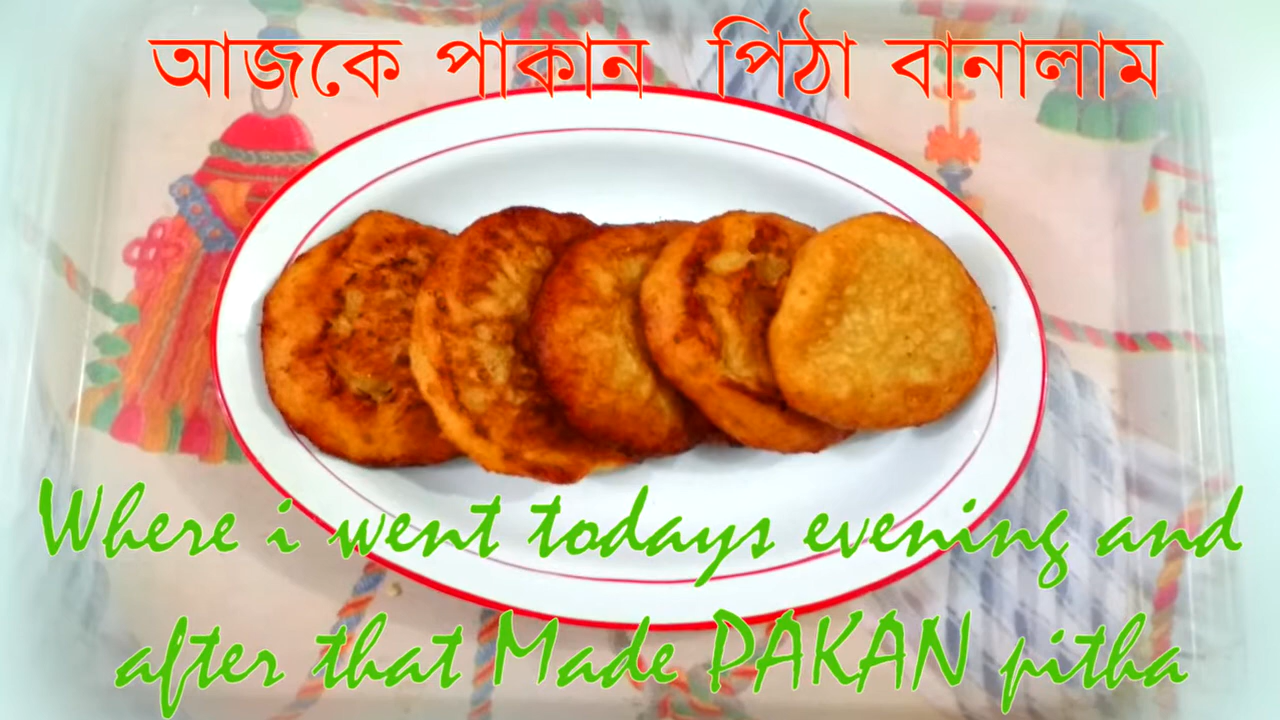 আজকে পাকান পিঠা বানালাম
Where i went todays evening and
after that Made PAKAN pitha